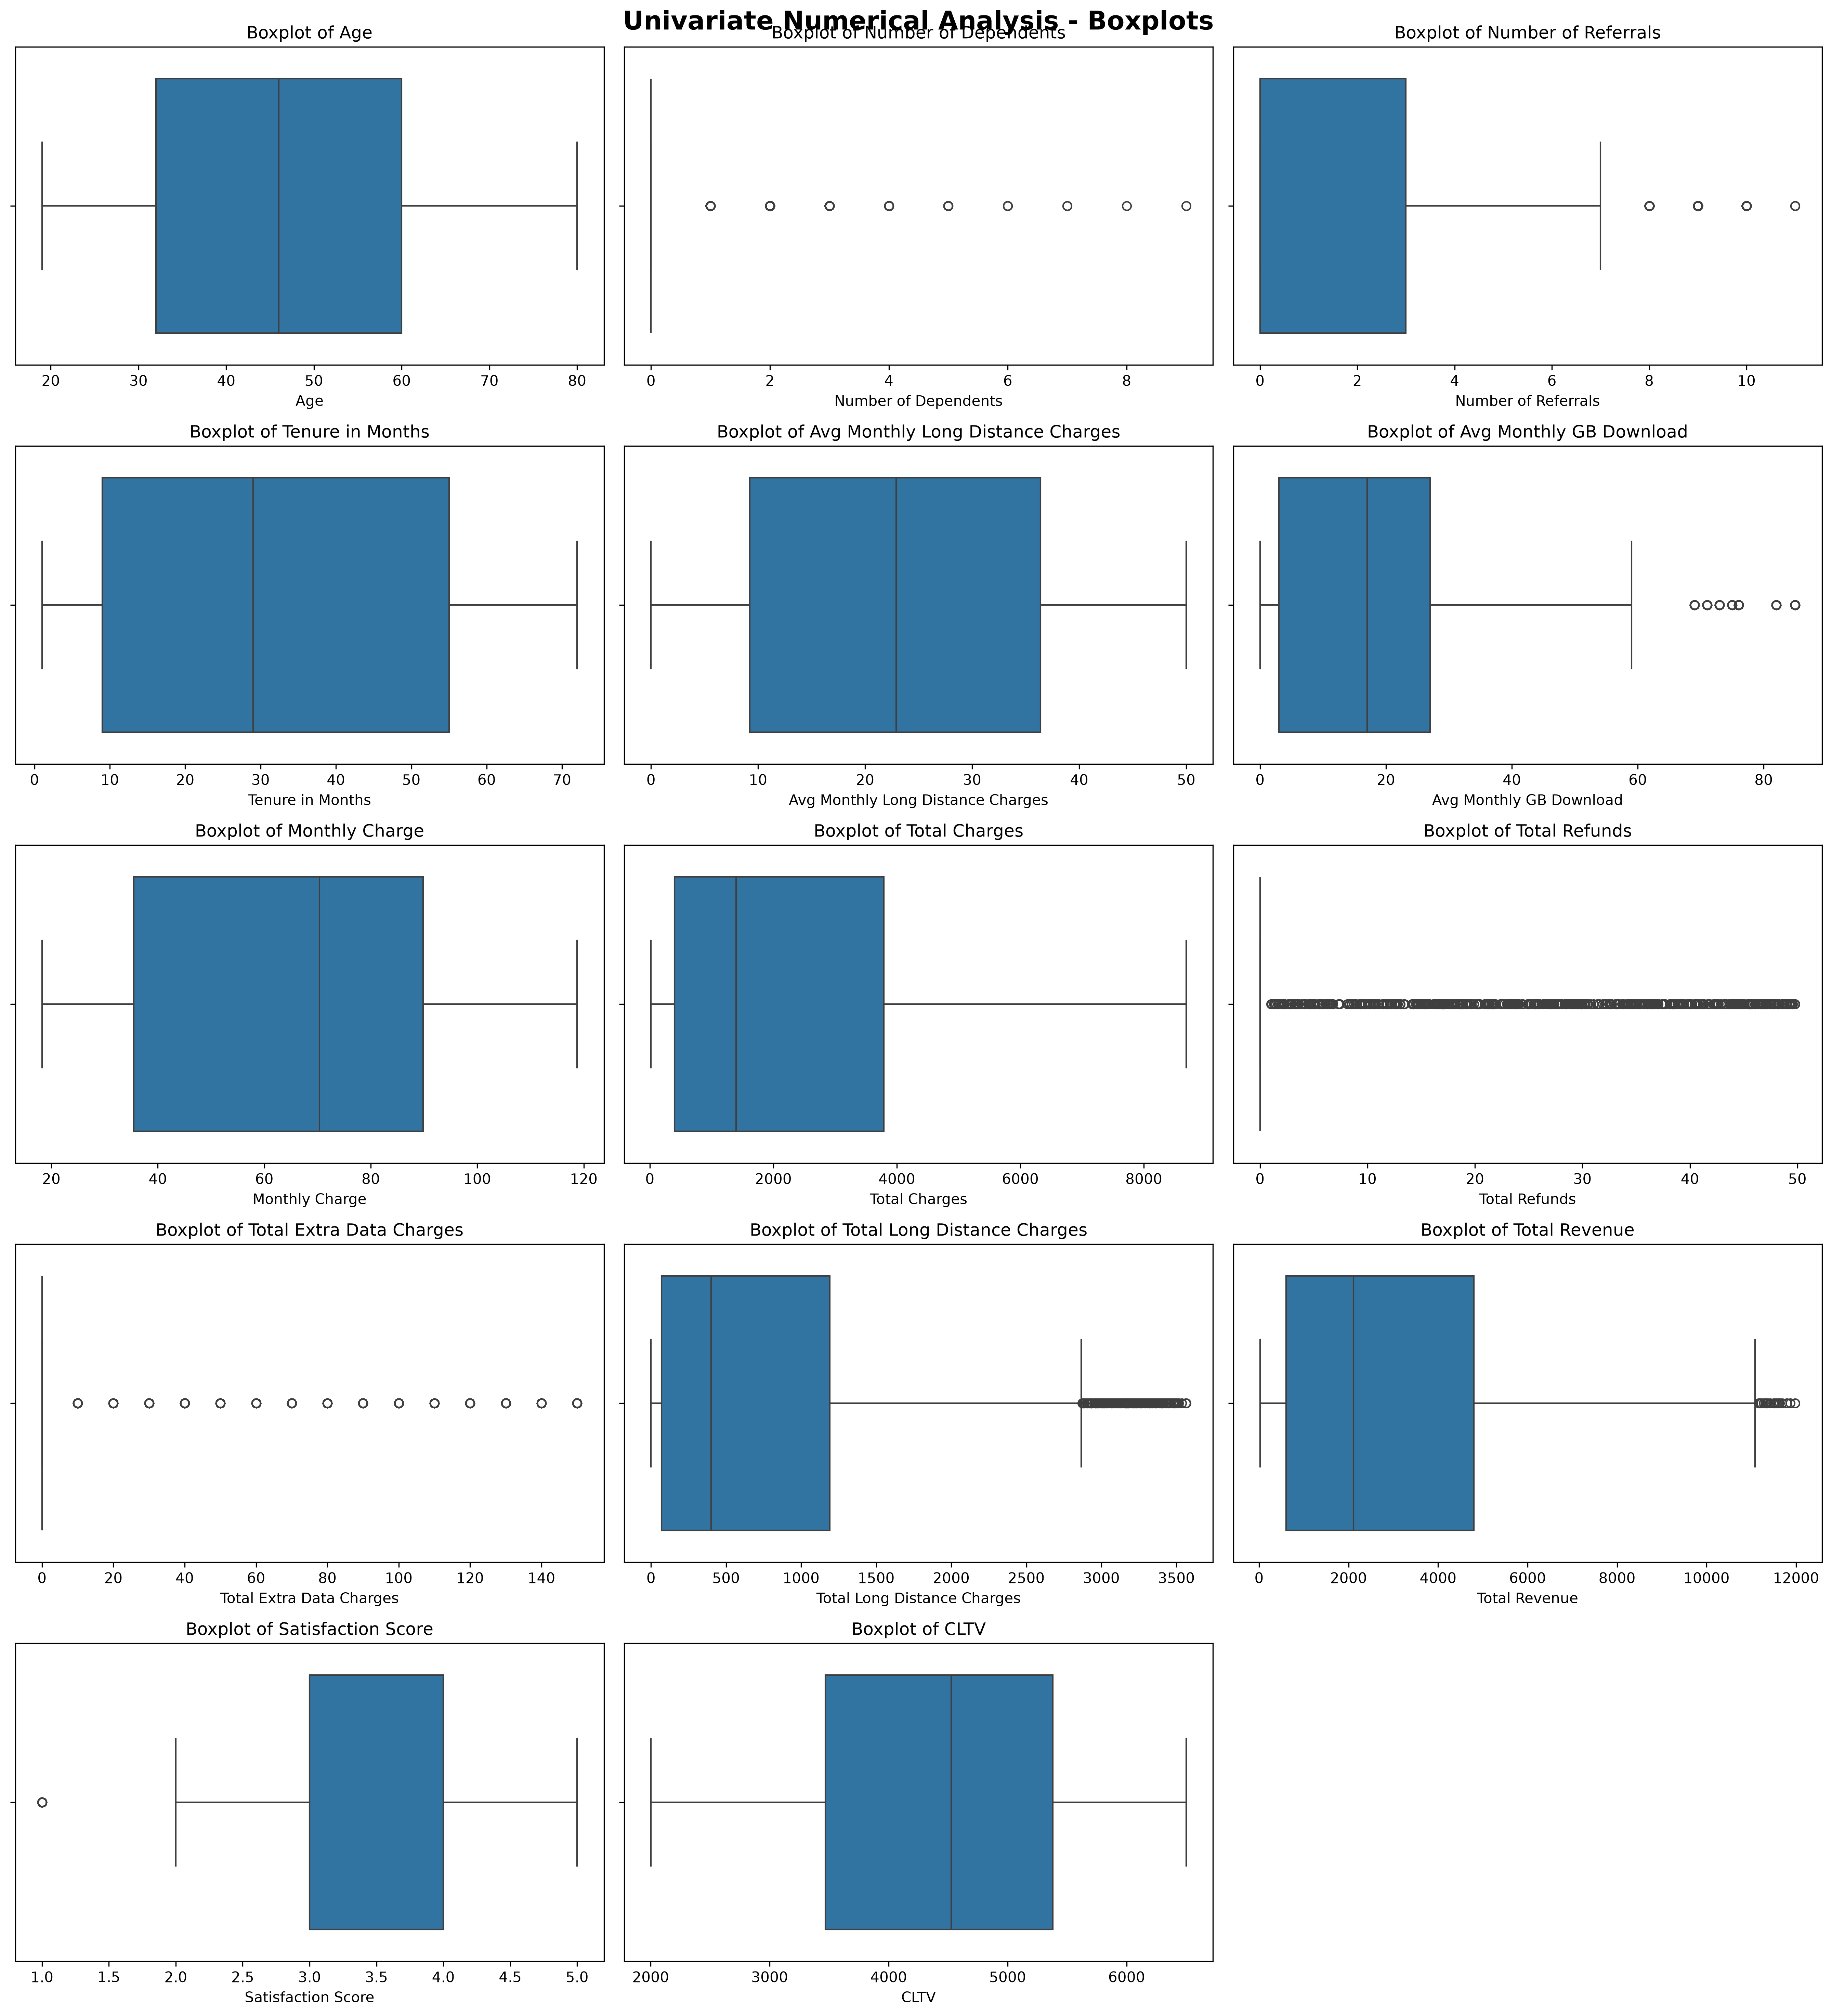 Univariate Numerical Analysis - Boxplots
Boxplot of Age
Boxplot of Number of Dependents
Boxplot of Number of Referrals
20 30 40 50 60 70 80
0 2 4 6 8
0 2 4 6 8 10
Age
Number of Dependents
Number of Referrals
Boxplot of Tenure in Months
Boxplot of Avg Monthly Long Distance Charges
Boxplot of Avg Monthly GB Download
0 10 20 30 40 50 60 70
0 10 20 30 40 50
0 20 40 60 80
Tenure in Months
Avg Monthly Long Distance Charges
Avg Monthly GB Download
Boxplot of Monthly Charge
Boxplot of Total Charges
Boxplot of Total Refunds
20 40 60 80 100 120
0 2000 4000 6000 8000
0 10 20 30 40 50
Monthly Charge
Total Charges
Total Refunds
Boxplot of Total Extra Data Charges
Boxplot of Total Long Distance Charges
Boxplot of Total Revenue
0 20 40 60 80 100 120 140
0 500 1000 1500 2000 2500 3000 3500
0 2000 4000 6000 8000 10000 12000
Total Extra Data Charges
Total Long Distance Charges
Total Revenue
Boxplot of Satisfaction Score
Boxplot of CLTV
1.0 1.5 2.0 2.5 3.0 3.5 4.0 4.5 5.0
2000 3000 4000 5000 6000
Satisfaction Score
CLTV